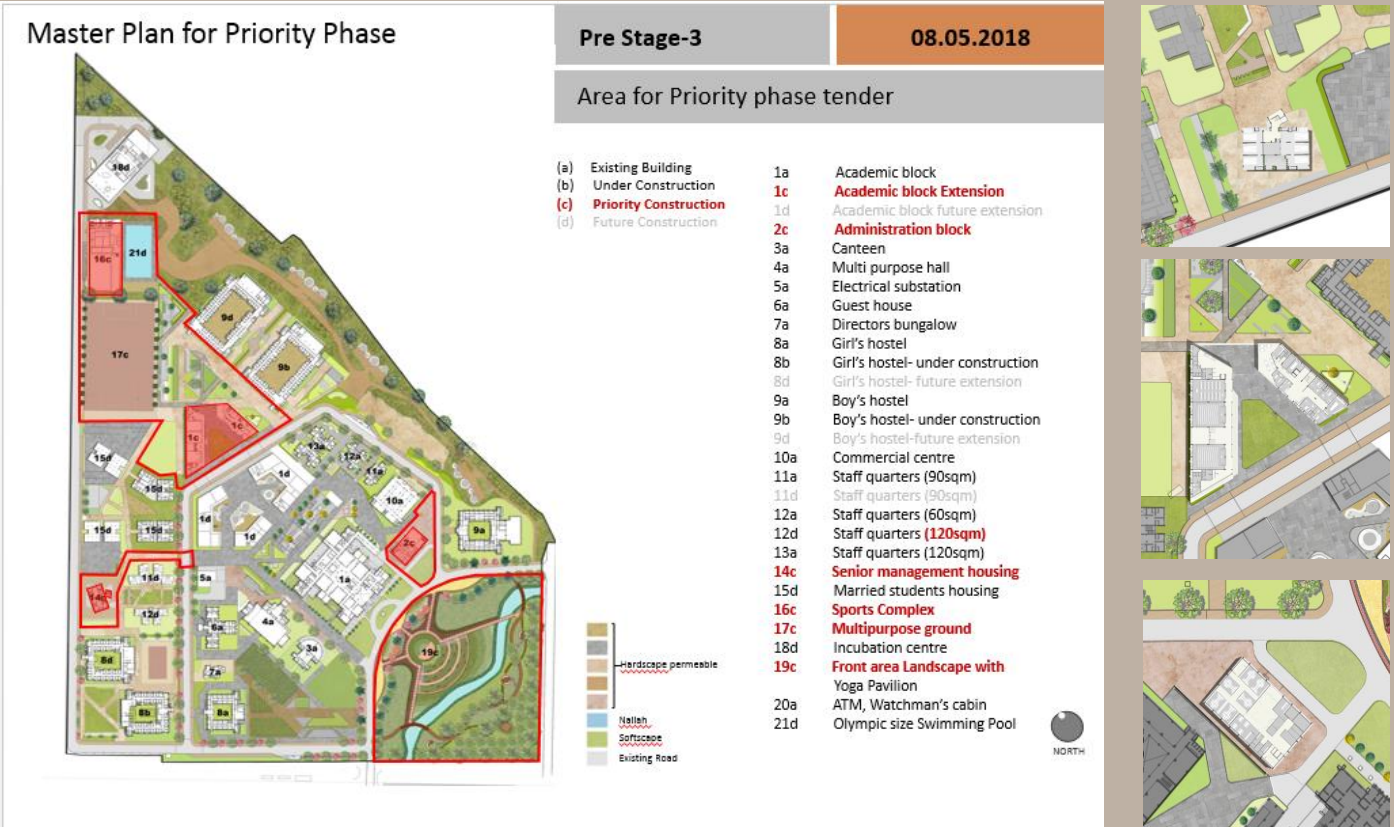 Master Plan for Priority Phase
Pre Stage-3
08.05.2018
Area for Priority phase tender
(a) Existing Building
(b) Under Construction
(c) Priority Construction
(d) Future Construction
1a Academic block
1c Academic block Extension
1d Academic block future extension
2c Administration block
3a Canteen
4a Multi purpose hall
5a Electrical substation
6a Guest house
7a Directors bungalow
8a Girl's hostel
8b Girl's hostel- under construction
8d Girl's hostel- future extension
9a Boy's hostel
9b Boy's hostel- under construction
9d Boy's hostel-future extension
10a Commercial centre
11a Staff quarters (90sqm)
11d Staff quarters (90sqm)
12a Staff quarters (60sqm)
12d Staff quarters (120sqm)
13a Staff quarters (120sqm)
14c Senior management housing
15d Married students housing
16c Sports Complex
17c Multipurpose ground
18d Incubation centre
19c Front area Landscape with
Yoga Pavilion
20a ATM, Watchman's cabin
21d Olympic size Swimming Pool
NORTH
Hardscape permeable
Nallah
Softscape
Existing Road
18d
16c
21d
9d
17c
9b
1c
1c
15d
13a
12a
11a
1d
10a
15d
1d
15d
15d
1d
2c
9a
11d
5a
1a
14c
12d
6a
4a
3a
19c
8d
7a
8b
8a